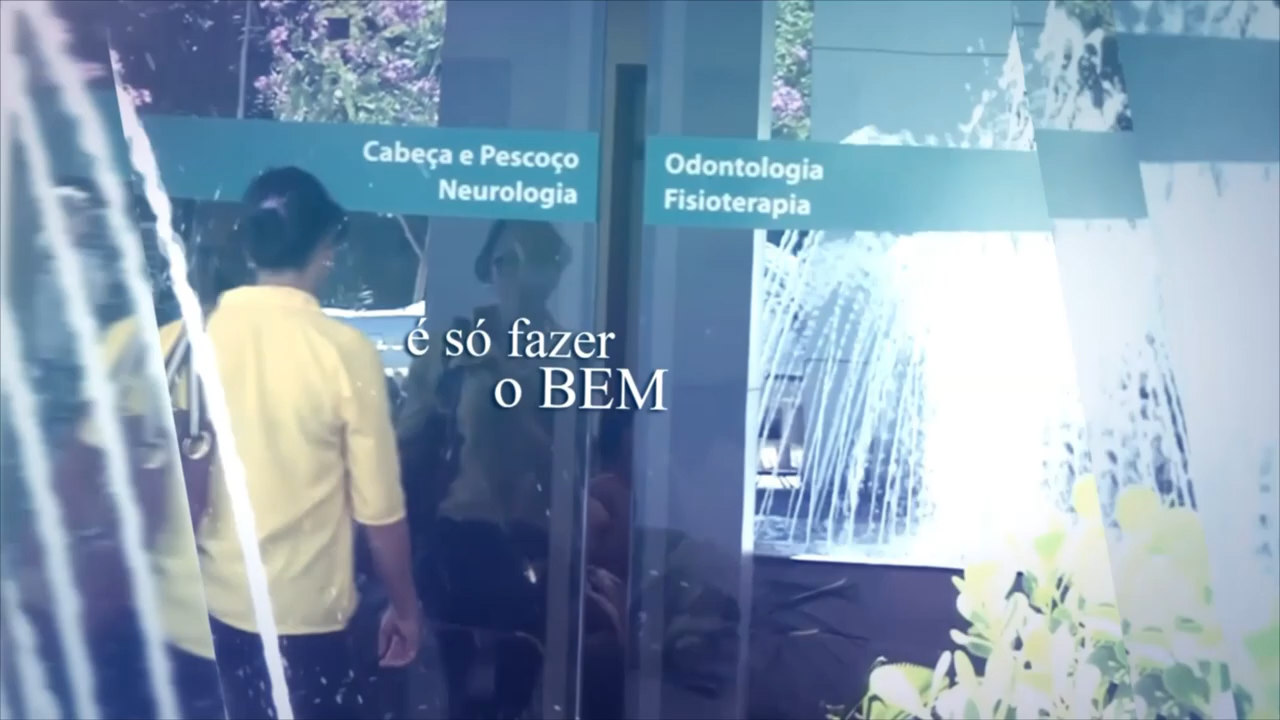 Cabeça e Pescoço
Neurologia
Odontologia
Fisioterapia
é só fazer
o BEM